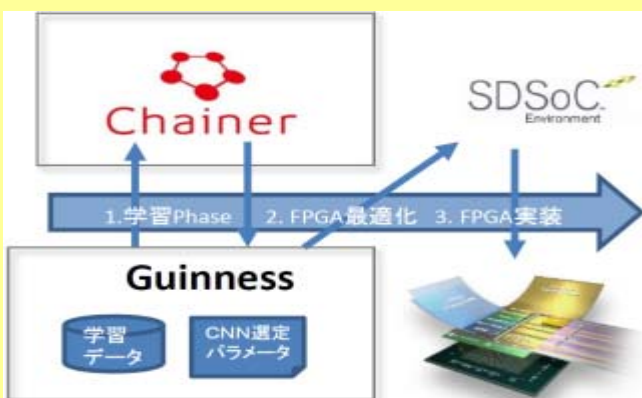 Chainer
SDSoC
Environment
1.学習Phase 2. FPGA最適化 3. FPGA実装
Guinness
学習
データ
CNN選定
パラメータ